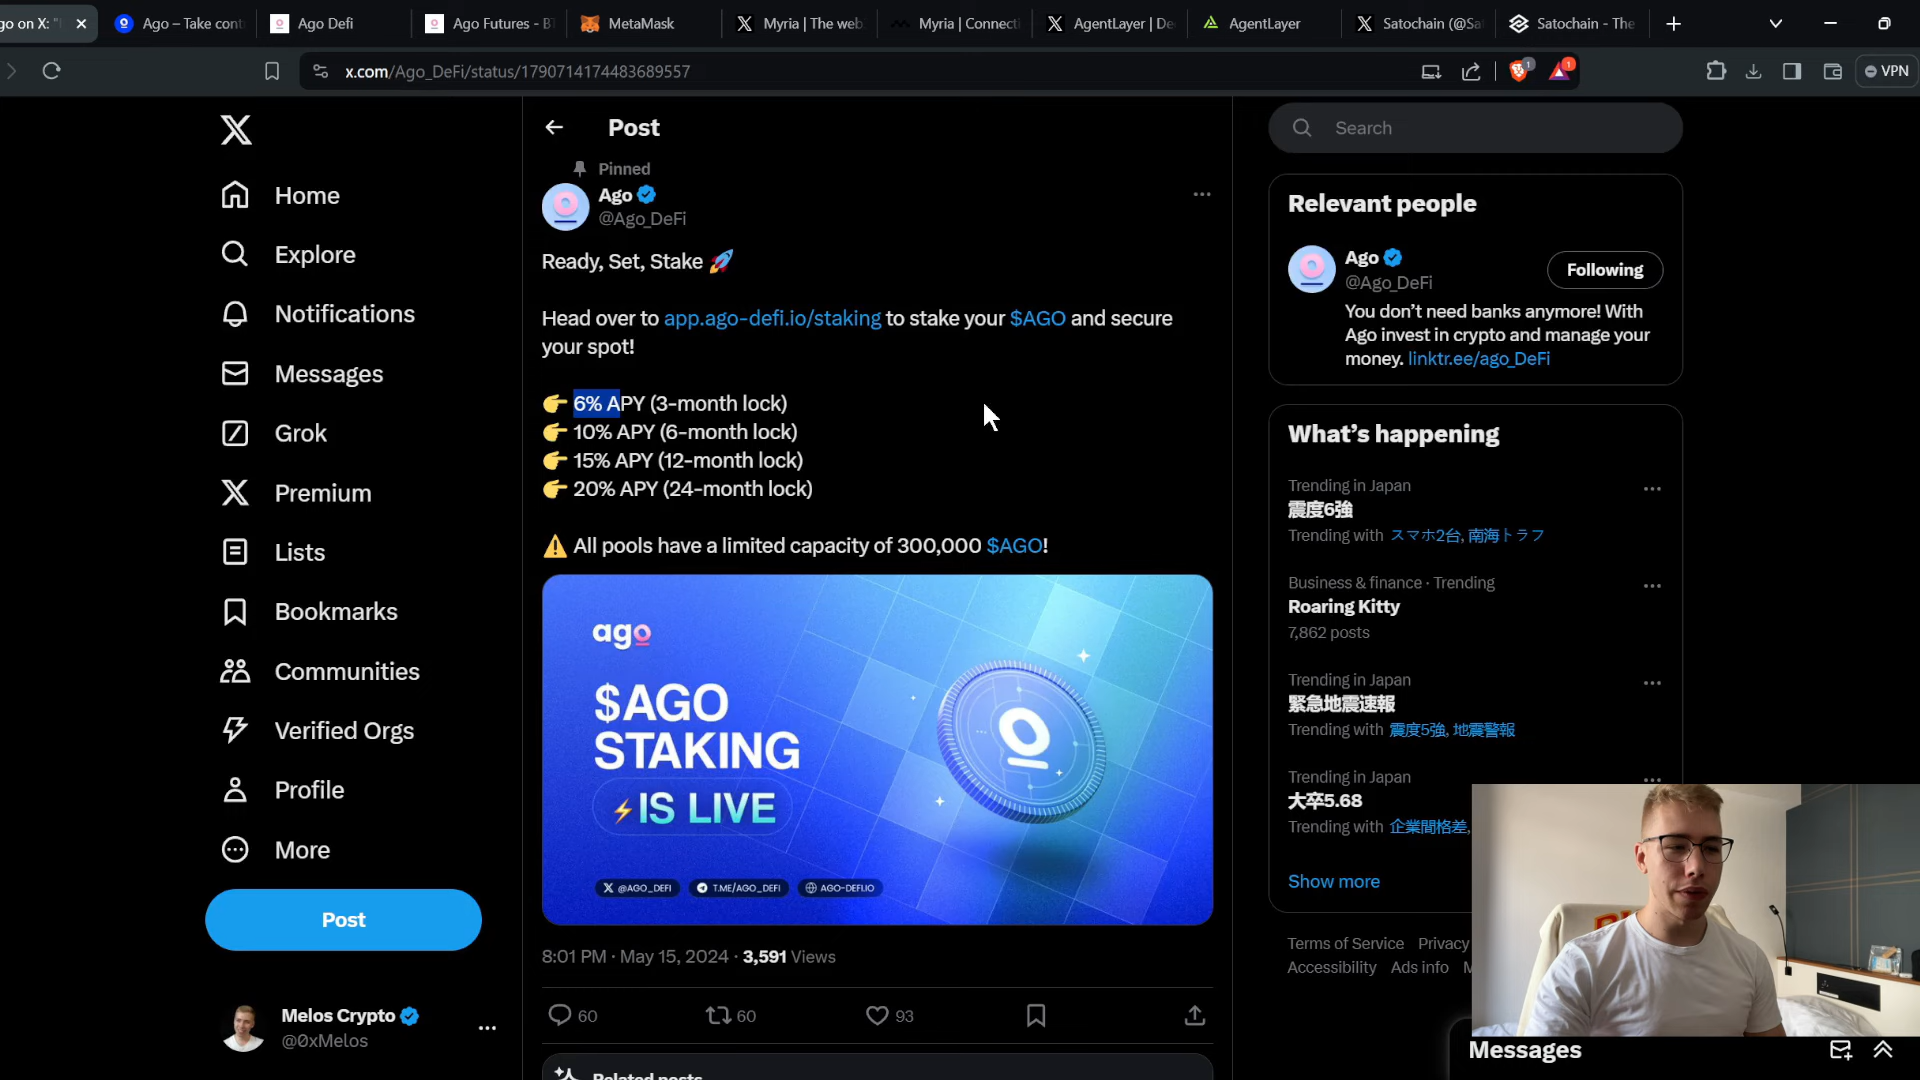 go on X: "
Ago – Take cont
Ago Defi
Ago Futures - BT
MetaMask
Myria | The web
Myria | Connecti
AgentLayer | De
AgentLayer
Satochain (@Sat
Satochain - The
x.com/Ago_DeFi/status/1790714174483689557
1
1
VPN
Home
Explore
Notifications
Messages
Grok
Premium
Lists
Bookmarks
Communities
Verified Orgs
Profile
More
Post
Melos Crypto
@0xMelos
Post
Pinned
Ago
@Ago_DeFi
Ready, Set, Stake 🚀
Head over to app.ago-defi.io/staking to stake your $AGO and secure
your spot!
👉 6% APY (3-month lock)
👉 10% APY (6-month lock)
👉 15% APY (12-month lock)
👉 20% APY (24-month lock)
⚠️ All pools have a limited capacity of 300,000 $AGO!
ago
$AGO
STAKING
⚡IS LIVE
@AGO_DEFI
T.ME/AGO_DEFI
AGO-DEFI.IO
8:01 PM · May 15, 2024 · 3,591 Views
60
60
93
Related posts
Search
Relevant people
Ago
@Ago_DeFi
Following
You don’t need banks anymore! With
Ago invest in crypto and manage your
money. linktr.ee/ago_DeFi
What’s happening
Trending in Japan
震度6強
Trending with スマホ2台, 南海トラフ
Business & finance · Trending
Roaring Kitty
7,862 posts
Trending in Japan
緊急地震速報
Trending with 震度5強, 地震警報
Trending in Japan
大卒5.68
Trending with 企業間格差,
Show more
Terms of Service Privacy
Accessibility Ads info
Messages